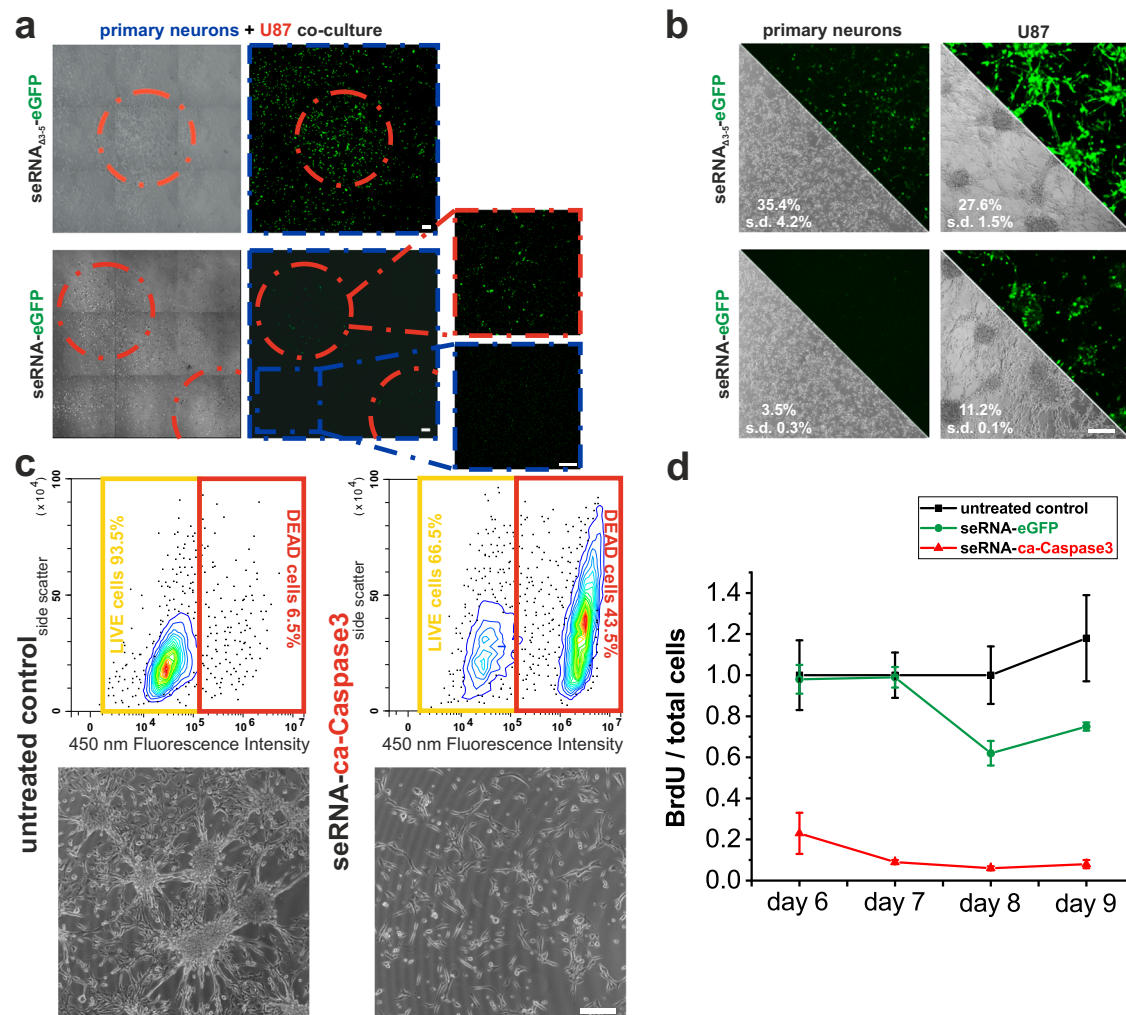 a
primary neurons + U87 co-culture
seRNAΔ3-5-eGFP
seRNA-eGFP
b
primary neurons
U87
seRNAΔ3-5-eGFP
35.4%
s.d. 4.2%
27.6%
s.d. 1.5%
seRNA-eGFP
3.5%
s.d. 0.3%
11.2%
s.d. 0.1%
c
untreated control
side scatter
(x 10⁴)
100
50
0
LIVE cells 93.5%
DEAD cells 6.5%
0 10⁴ 10⁵ 10⁶ 10⁷
450 nm Fluorescence Intensity
seRNA-ca-Caspase3
side scatter
(x 10⁴)
100
50
0
LIVE cells 66.5%
DEAD cells 43.5%
0 10⁴ 10⁵ 10⁶ 10⁷
450 nm Fluorescence Intensity
d
untreated control
seRNA-eGFP
seRNA-ca-Caspase3
BrdU / total cells
1.4
1.2
1.0
0.8
0.6
0.4
0.2
0.0
day 6 day 7 day 8 day 9